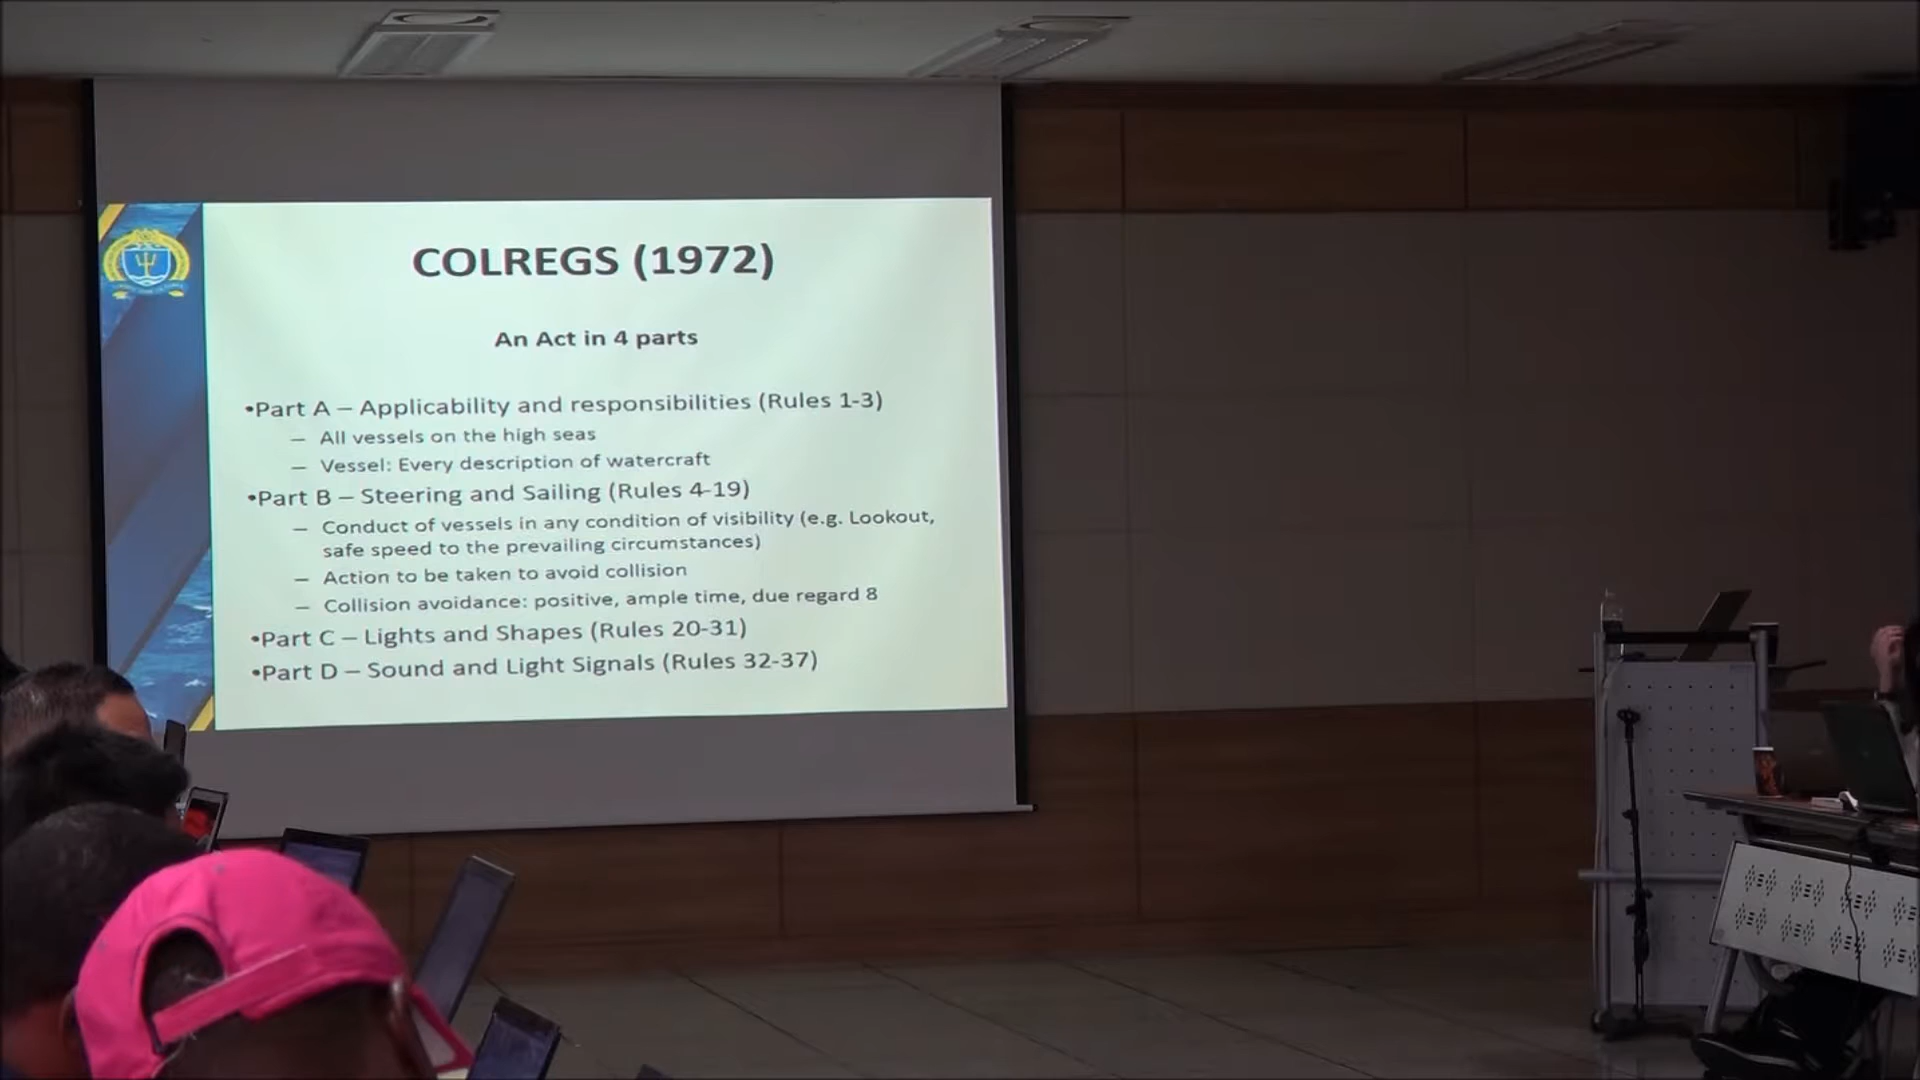 COLREGS (1972)
An Act in 4 parts
•Part A – Applicability and responsibilities (Rules 1-3)
– All vessels on the high seas
– Vessel: Every description of watercraft
•Part B – Steering and Sailing (Rules 4-19)
– Conduct of vessels in any condition of visibility (e.g. Lookout,
safe speed to the prevailing circumstances)
– Action to be taken to avoid collision
– Collision avoidance: positive, ample time, due regard 8
•Part C – Lights and Shapes (Rules 20-31)
•Part D – Sound and Light Signals (Rules 32-37)